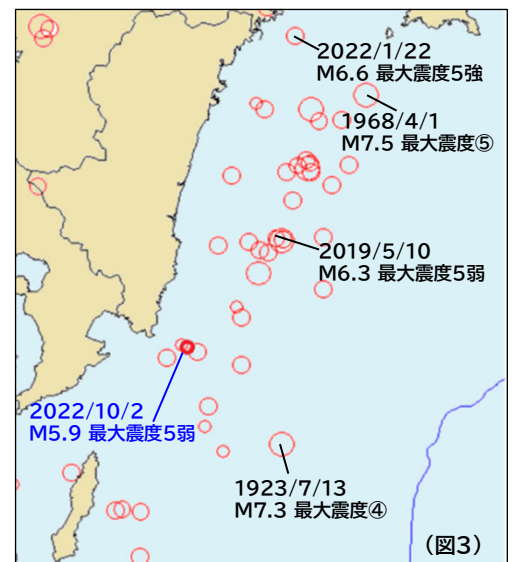 2022/1/22
M6.6 最大震度5強
1968/4/1
M7.5 最大震度⑤
2019/5/10
M6.3 最大震度5弱
2022/10/2
M5.9 最大震度5弱
1923/7/13
M7.3 最大震度④
（図3）